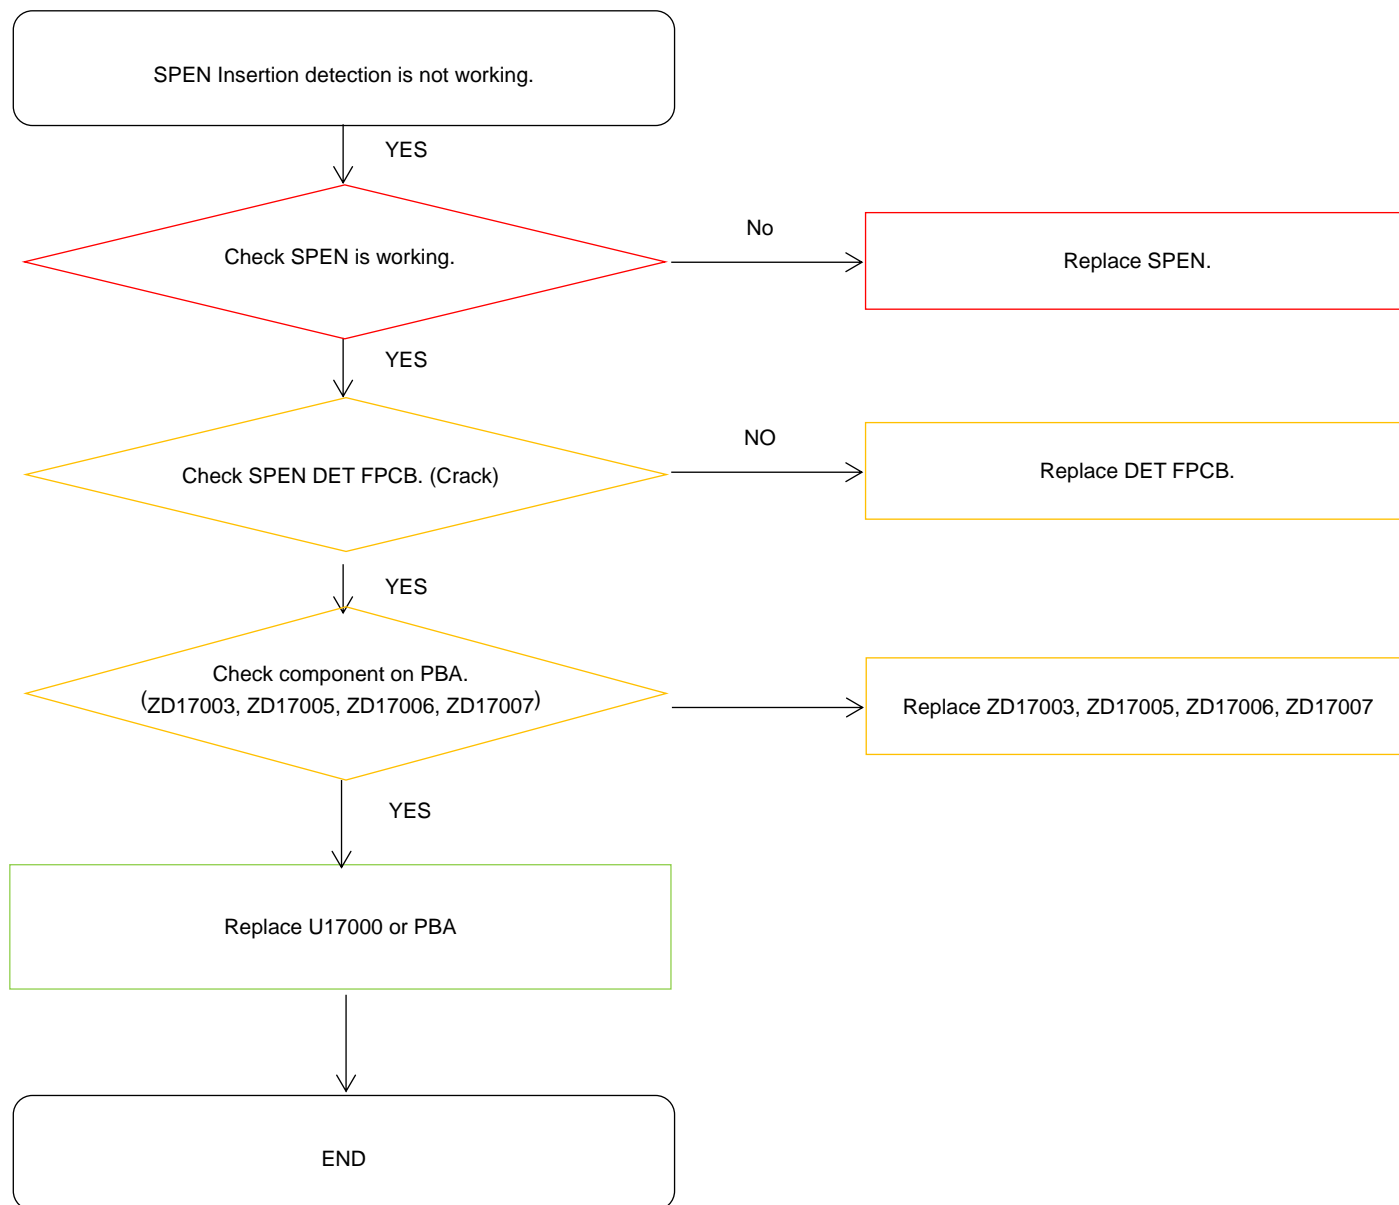 SPEN Insertion detection is not working.
YES
Check SPEN is working.
No
Replace SPEN.
YES
Check SPEN DET FPCB. (Crack)
NO
Replace DET FPCB.
YES
Check component on PBA.
(ZD17003, ZD17005, ZD17006, ZD17007)
Replace ZD17003, ZD17005, ZD17006, ZD17007
YES
Replace U17000 or PBA
END